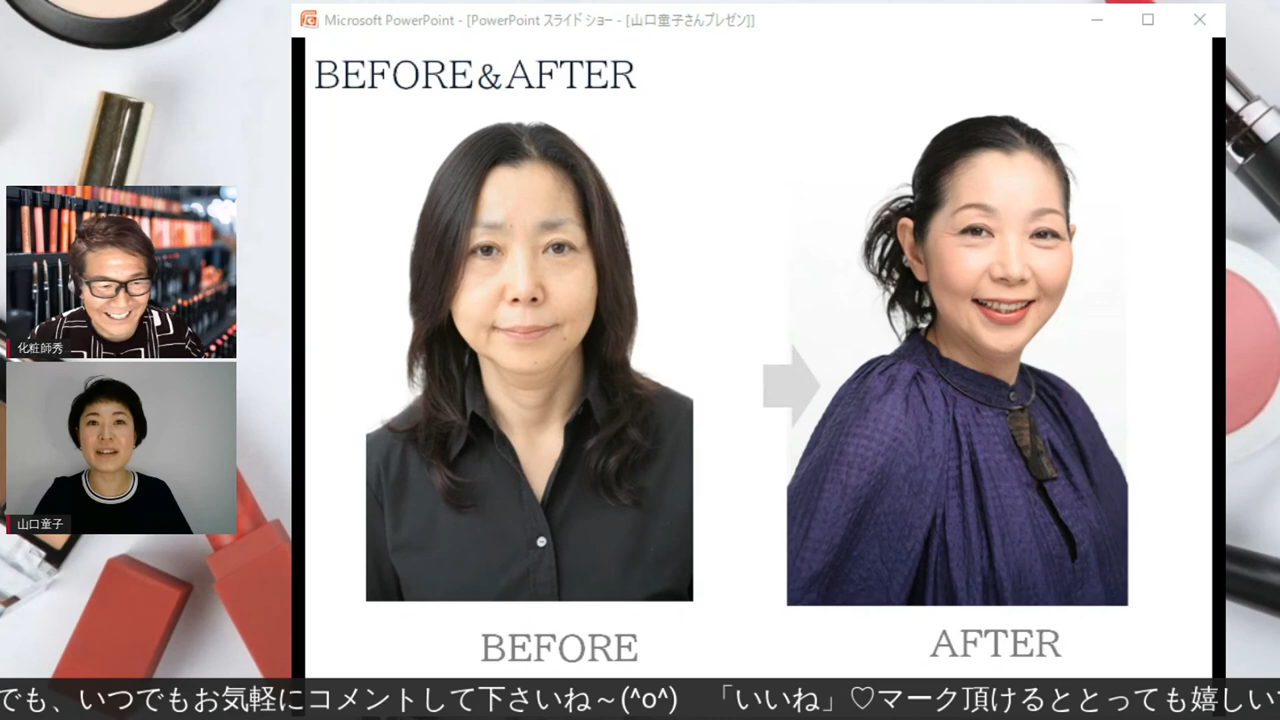 Microsoft PowerPoint - [PowerPoint スライド ショー - [山口童子さんプレゼン]]
BEFORE&AFTER
化粧師秀
山口童子
BEFORE
AFTER
でも、いつでもお気軽にコメントして下さいね～(^o^)　「いいね」♡マーク頂けるととっても嬉しい